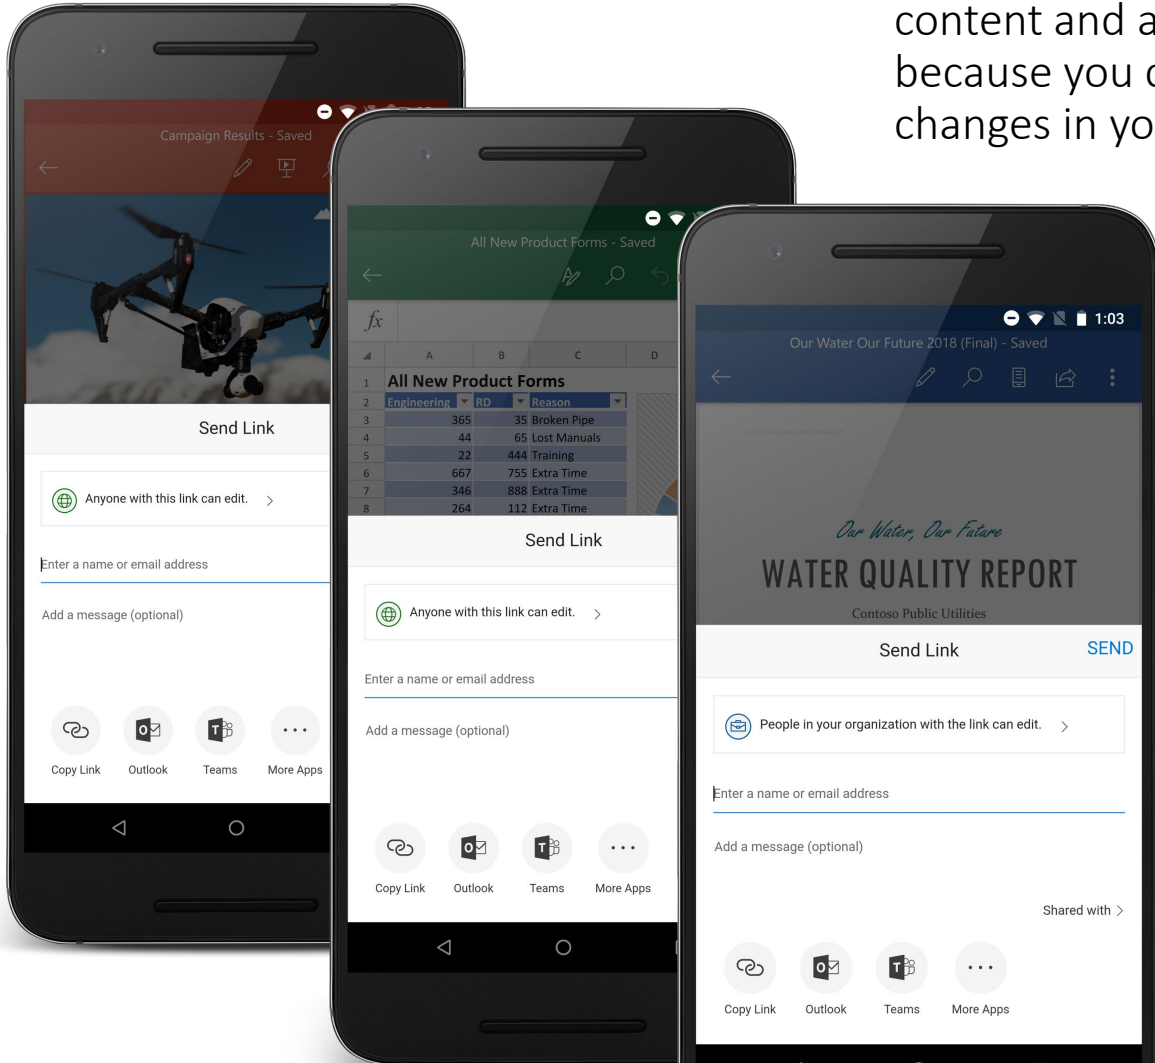 content and a
because you
changes in yo
Campaign Results - Saved
Send Link
Anyone with this link can edit. >
Enter a name or email address
Add a message (optional)
Copy Link Outlook Teams More Apps
All New Product Forms - Saved
fx
A B C D
1 All New Product Forms
2 Engineering RD Reason
3 365 35 Broken Pipe
4 44 65 Lost Manuals
5 22 444 Training
6 667 755 Extra Time
7 346 888 Extra Time
8 264 112 Extra Time
Send Link
Anyone with this link can edit. >
Enter a name or email address
Add a message (optional)
Copy Link Outlook Teams More Apps
1:03
Our Water Our Future 2018 (Final) - Saved
Our Water, Our Future
WATER QUALITY REPORT
Contoso Public Utilities
Send Link SEND
People in your organization with the link can edit. >
Enter a name or email address
Add a message (optional)
Shared with >
Copy Link Outlook Teams More Apps